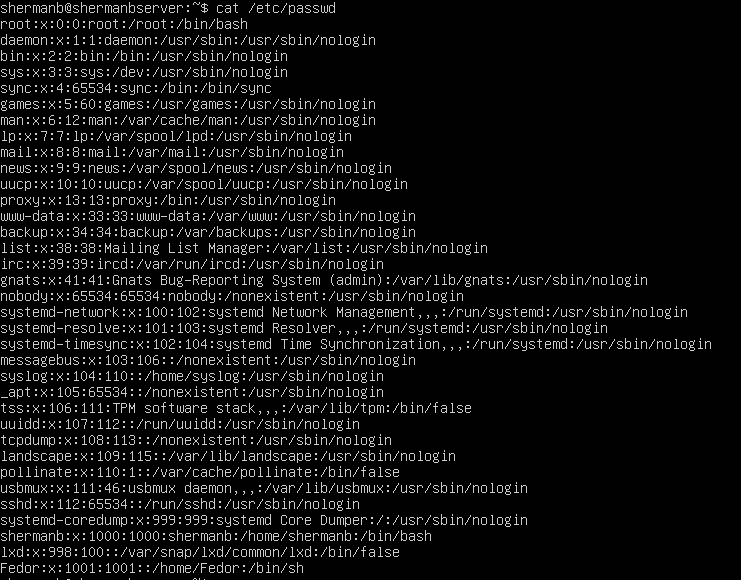 shermanb@shermanbserver:~$ cat /etc/passwd
root:x:0:0:root:/root:/bin/bash
daemon:x:1:1:daemon:/usr/sbin:/usr/sbin/nologin
bin:x:2:2:bin:/bin:/usr/sbin/nologin
sys:x:3:3:sys:/dev:/usr/sbin/nologin
sync:x:4:65534:sync:/bin:/bin/sync
games:x:5:60:games:/usr/games:/usr/sbin/nologin
man:x:6:12:man:/var/cache/man:/usr/sbin/nologin
lp:x:7:7:lp:/var/spool/lpd:/usr/sbin/nologin
mail:x:8:8:mail:/var/mail:/usr/sbin/nologin
news:x:9:9:news:/var/spool/news:/usr/sbin/nologin
uucp:x:10:10:uucp:/var/spool/uucp:/usr/sbin/nologin
proxy:x:13:13:proxy:/bin:/usr/sbin/nologin
www-data:x:33:33:www-data:/var/www:/usr/sbin/nologin
backup:x:34:34:backup:/var/backups:/usr/sbin/nologin
list:x:38:38:Mailing List Manager:/var/list:/usr/sbin/nologin
irc:x:39:39:ircd:/var/run/ircd:/usr/sbin/nologin
gnats:x:41:41:Gnats Bug-Reporting System (admin):/var/lib/gnats:/usr/sbin/nologin
nobody:x:65534:65534:nobody:/nonexistent:/usr/sbin/nologin
systemd-network:x:100:102:systemd Network Management,,,:/run/systemd:/usr/sbin/nologin
systemd-resolve:x:101:103:systemd Resolver,,,:/run/systemd:/usr/sbin/nologin
systemd-timesync:x:102:104:systemd Time Synchronization,,,:/run/systemd:/usr/sbin/nologin
messagebus:x:103:106::/nonexistent:/usr/sbin/nologin
syslog:x:104:110::/home/syslog:/usr/sbin/nologin
_apt:x:105:65534::/nonexistent:/usr/sbin/nologin
tss:x:106:111:TPM software stack,,,:/var/lib/tpm:/bin/false
uuidd:x:107:112::/run/uuidd:/usr/sbin/nologin
tcpdump:x:108:113::/nonexistent:/usr/sbin/nologin
landscape:x:109:115::/var/lib/landscape:/usr/sbin/nologin
pollinate:x:110:1::/var/cache/pollinate:/bin/false
usbmux:x:111:46:usbmux daemon,,,:/var/lib/usbmux:/usr/sbin/nologin
sshd:x:112:65534::/run/sshd:/usr/sbin/nologin
systemd-coredump:x:999:999:systemd Core Dumper:/:/usr/sbin/nologin
shermanb:x:1000:1000:shermanb:/home/shermanb:/bin/bash
lxd:x:998:100::/var/snap/lxd/common/lxd:/bin/false
Fedor:x:1001:1001::/home/Fedor:/bin/sh